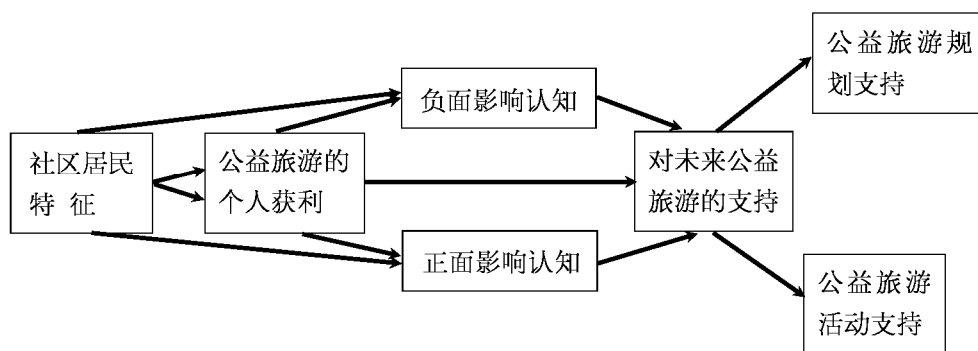 公益旅游规
划支持
负面影响认知
社区居民
特 征
公益旅游的
个人获利
对未来公益
旅游的支持
正面影响认知
公益旅游
活动支持